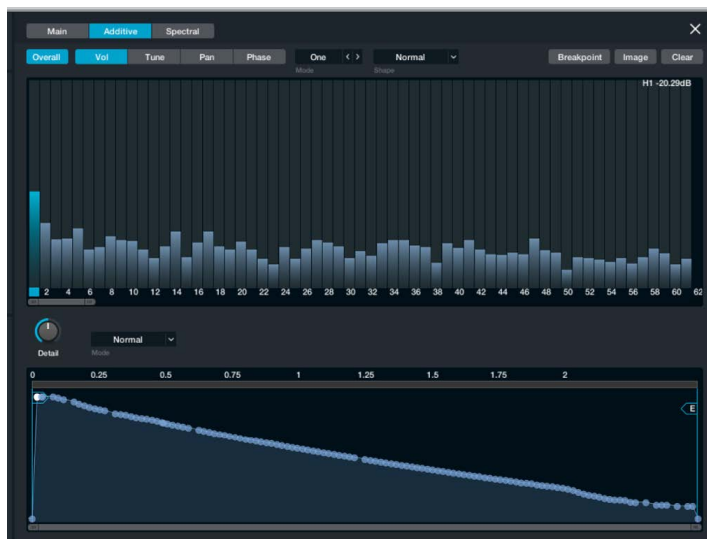 Main Additive Spectral
Overall Vol Tune Pan Phase One Normal Breakpoint Image Clear
Mode Shape
H1 -20.29dB
2 4 6 8 10 12 14 16 18 20 22 24 26 28 30 32 34 36 38 40 42 44 46 48 50 52 54 56 58 60 62
Normal
Detail Mode
0 0.25 0.5 0.75 1 1.25 1.5 1.75 2
E